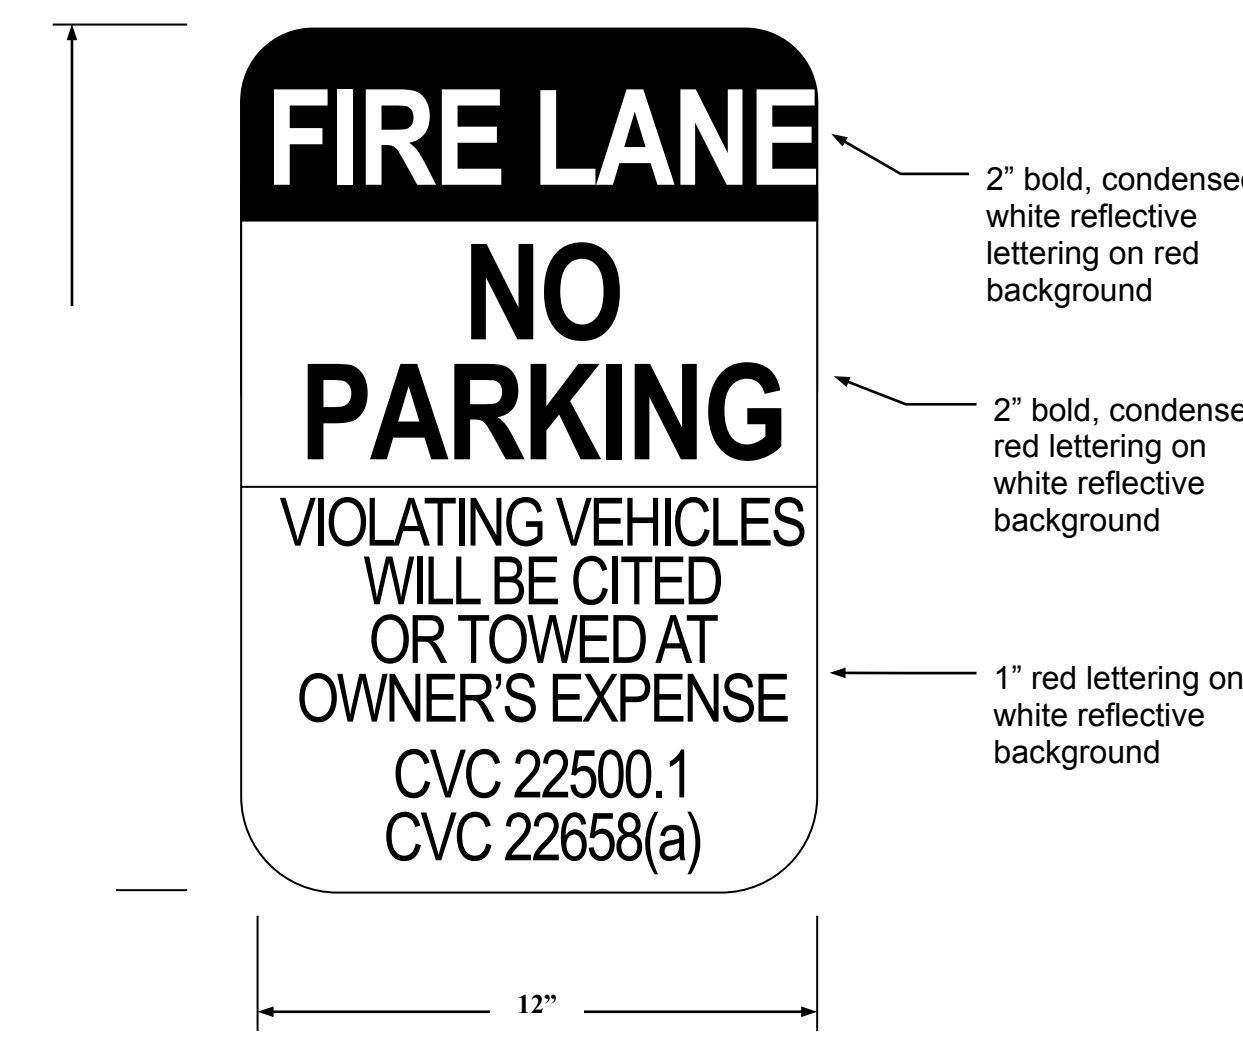 FIRE LANE
NO
PARKING
VIOLATING VEHICLES
WILL BE CITED
OR TOWED AT
OWNER’S EXPENSE
CVC 22500.1
CVC 22658(a)
2” bold, condensed
white reflective
lettering on red
background
2” bold, condense
red lettering on
white reflective
background
1” red lettering on
white reflective
background
12”